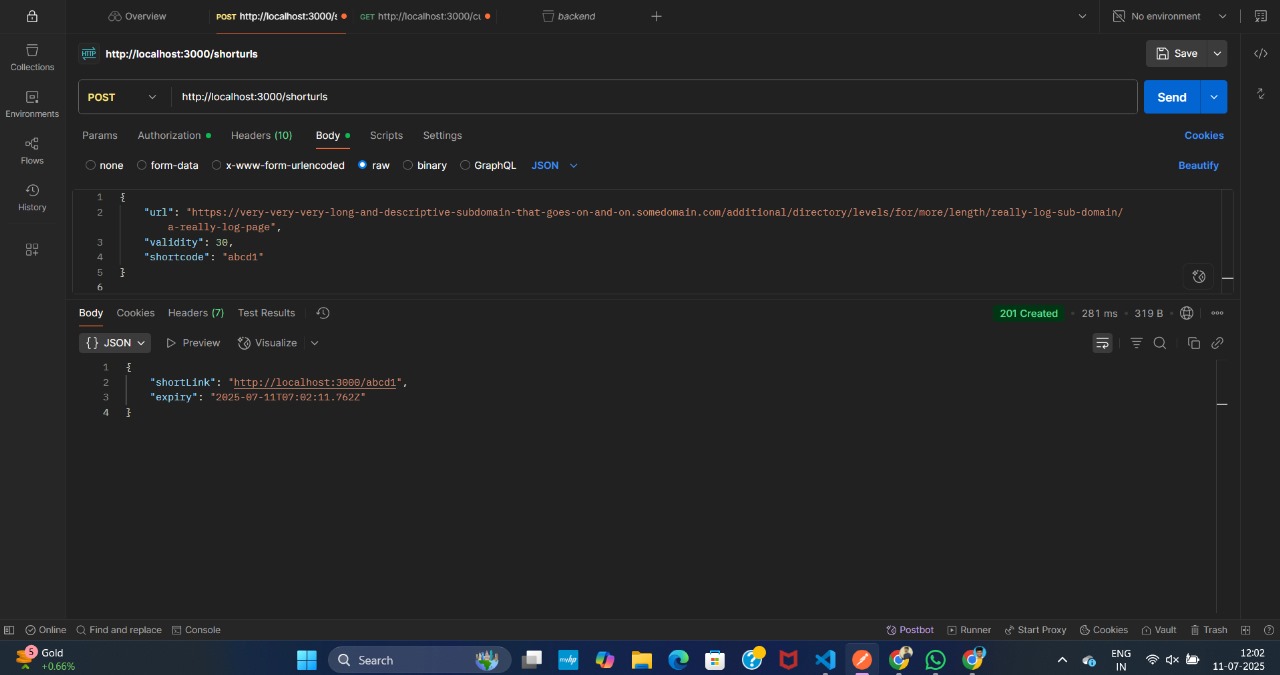 Overview
POST http://localhost:3000/s
GET http://localhost:3000/cu
backend
No environment
HTTP http://localhost:3000/shorturls
Save
Collections
Environments
Flows
History
POST http://localhost:3000/shorturls
Send
Params Authorization Headers (10) Body Scripts Settings Cookies
none form-data x-www-form-urlencoded raw binary GraphQL JSON Beautify
1 {
2 "url": "https://very-very-very-long-and-descriptive-subdomain-that-goes-on-and-on.somedomain.com/additional/directory/levels/for/more/length/really-log-sub-domain/
a-really-log-page",
3 "validity": 30,
4 "shortcode": "abcd1"
5 }
6
Body Cookies Headers (7) Test Results 201 Created 281 ms 319 B
{} JSON Preview Visualize
1 {
2 "shortLink": "http://localhost:3000/abcd1",
3 "expiry": "2025-07-11T07:02:11.762Z"
4 }
Online Find and replace Console Postbot Runner Start Proxy Cookies Vault Trash
5 Gold
+0.66%
Search
myhp
ENG
IN
12:02
11-07-2025